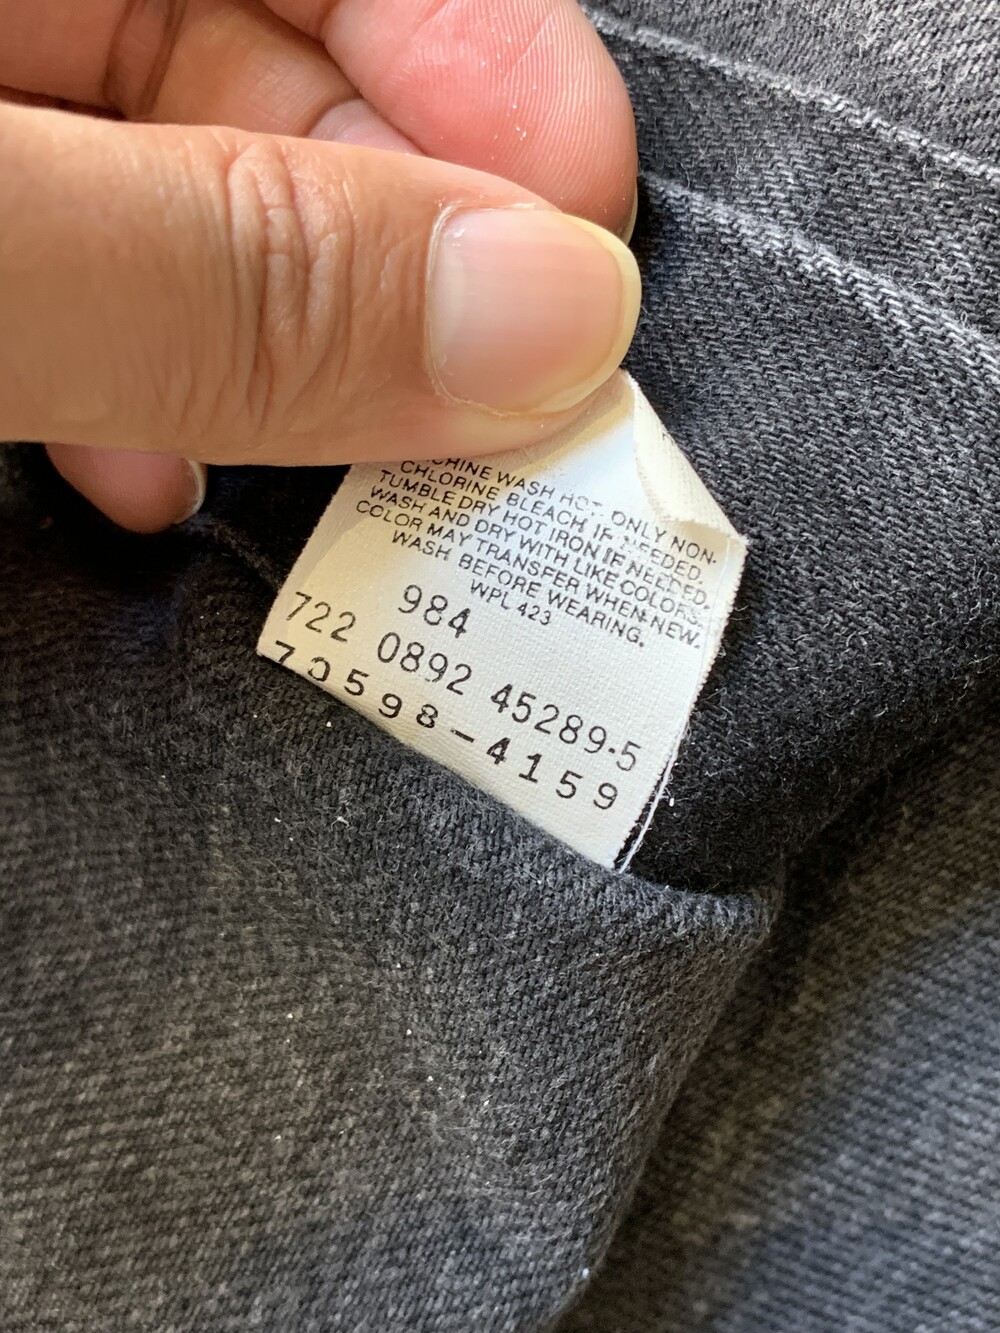 MACHINE WASH HOT ONLY NON-
CHLORINE BLEACH IF NEEDED.
TUMBLE DRY HOT IRON IF NEEDED.
WASH AND DRY WITH LIKE COLORS.
COLOR MAY TRANSFER WHEN NEW.
WASH BEFORE WEARING.
WPL 423
984
722 0892 45289-5
70598-4159